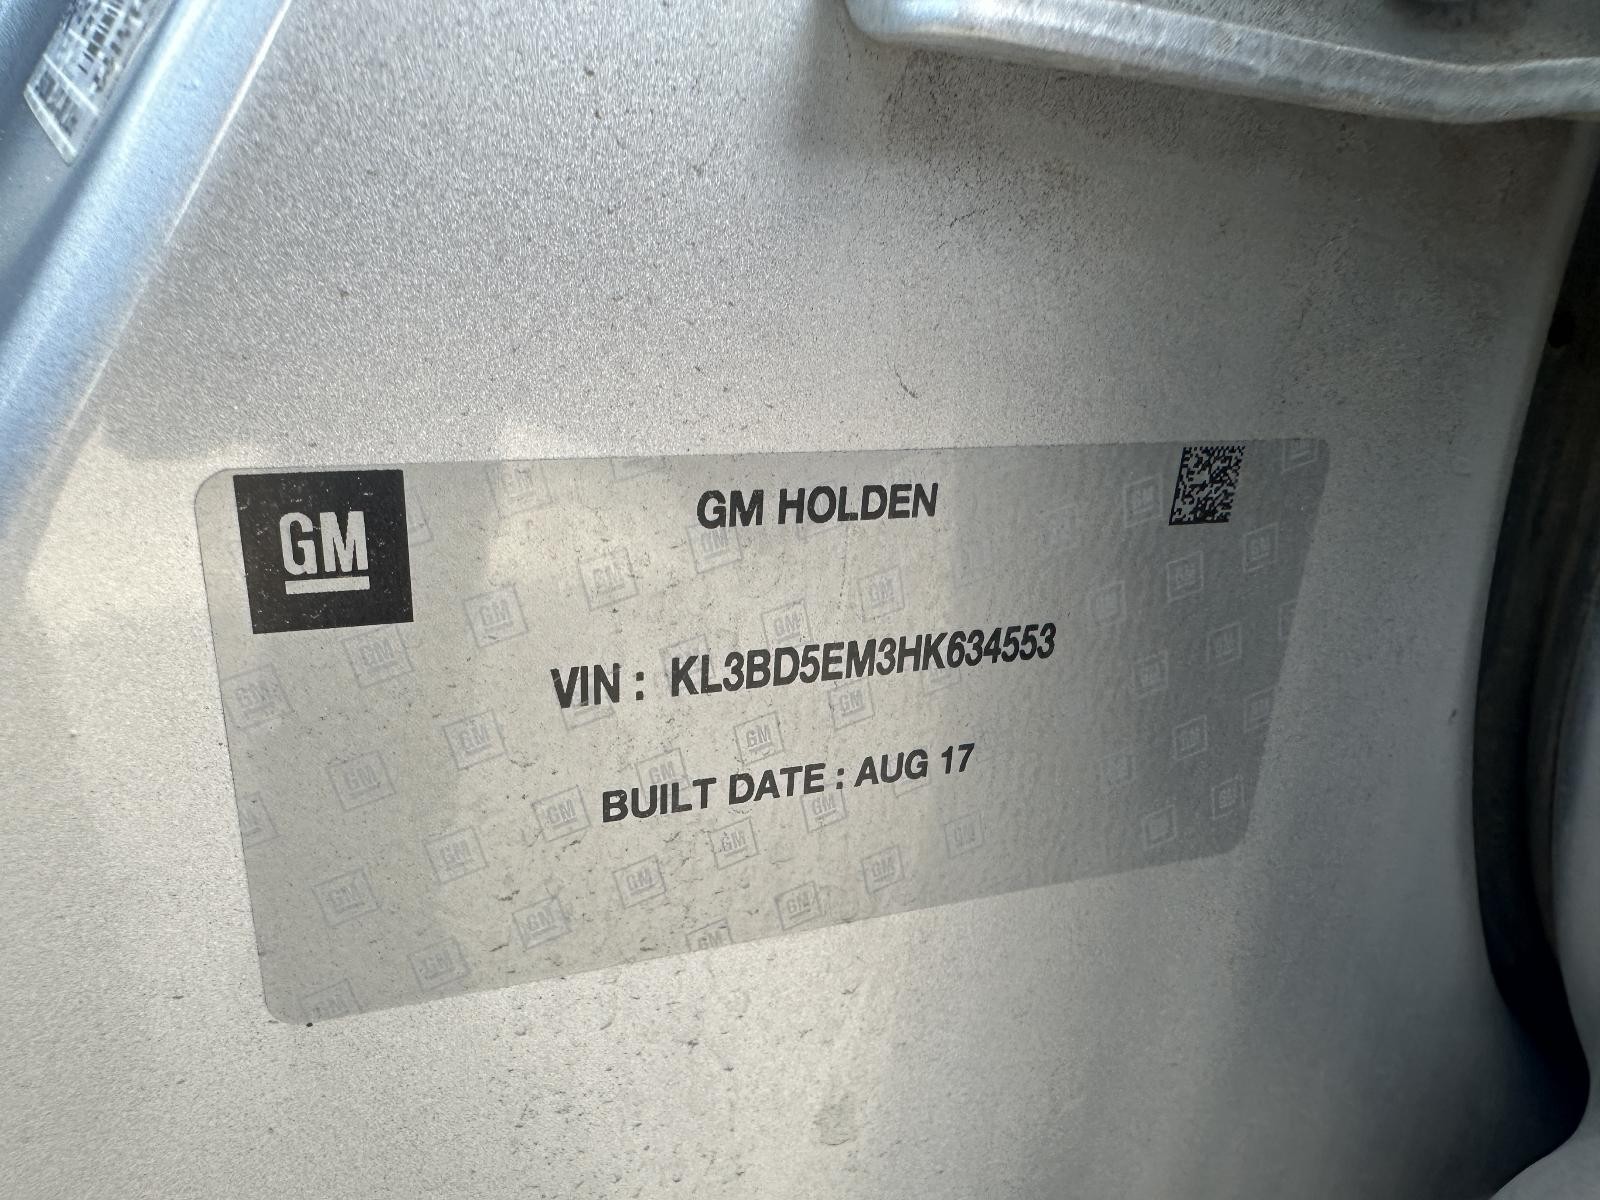 GM
GM HOLDEN
VIN : KL3BD5EM3HK634553
BUILT DATE : AUG 17